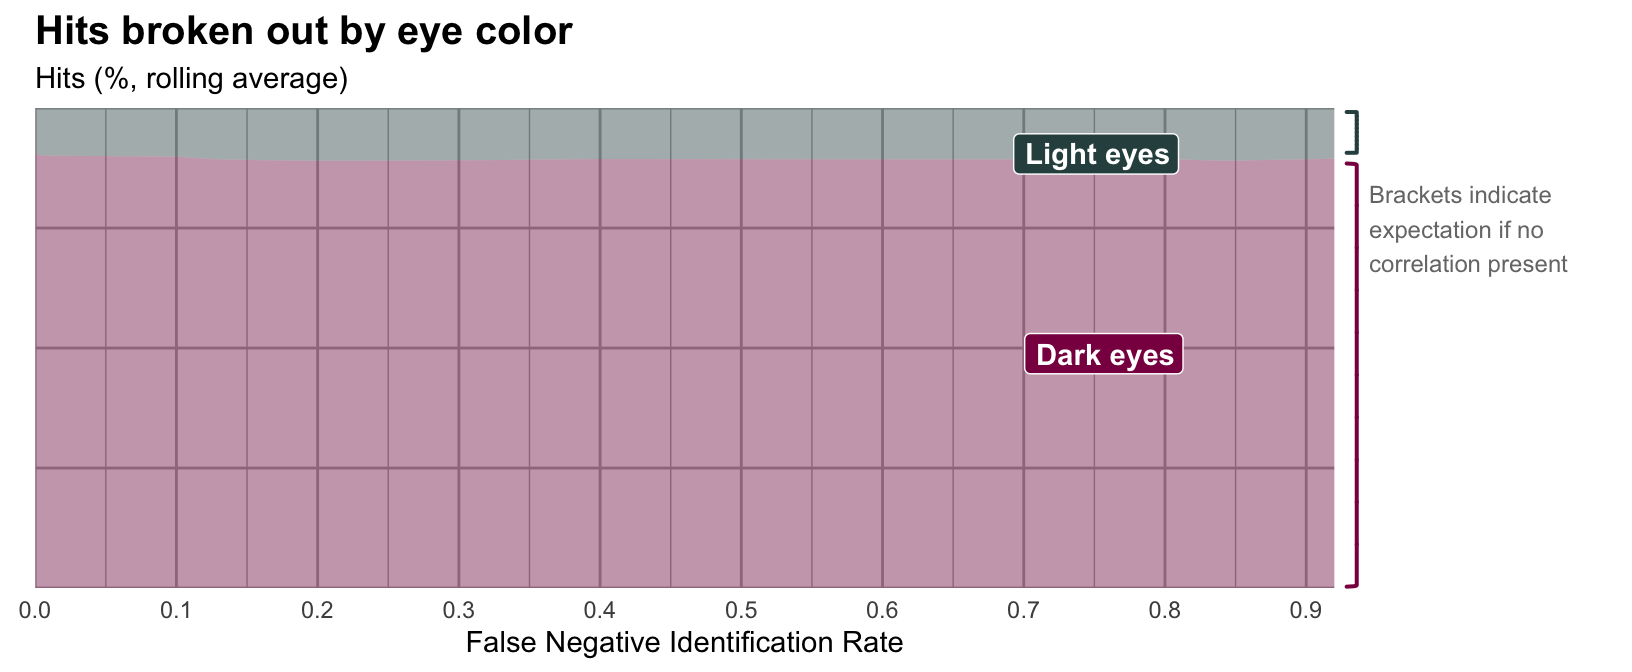 Hits broken out by eye color
Hits (%, rolling average)
Light eyes
Brackets indicate
expectation if no
correlation present
Dark eyes
0.0 0.1 0.2 0.3 0.4 0.5 0.6 0.7 0.8 0.9
False Negative Identification Rate